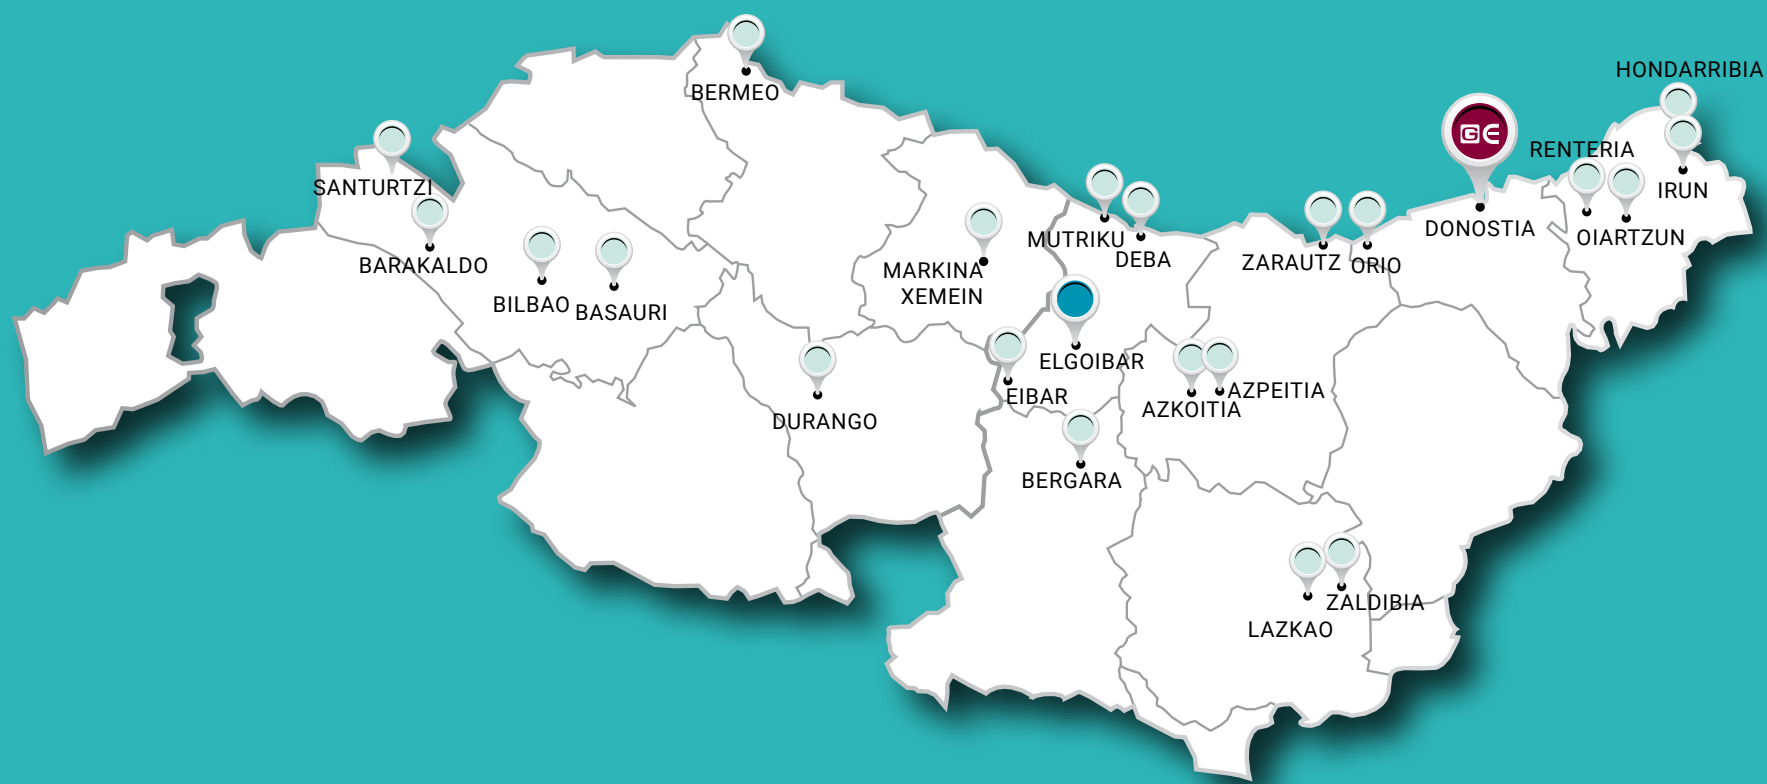 HONDARRIBIA
BERMEO
GE
RENTERIA
SANTURTZI
IRUN
DONOSTIA
OIARTZUN
MUTRIKU
DEBA
ZARAUTZ
ORIO
BARAKALDO
MARKINA
XEMEIN
BILBAO
BASAURI
ELGOIBAR
EIBAR
AZPEITIA
AZKOITIA
DURANGO
BERGARA
ZALDIBIA
LAZKAO